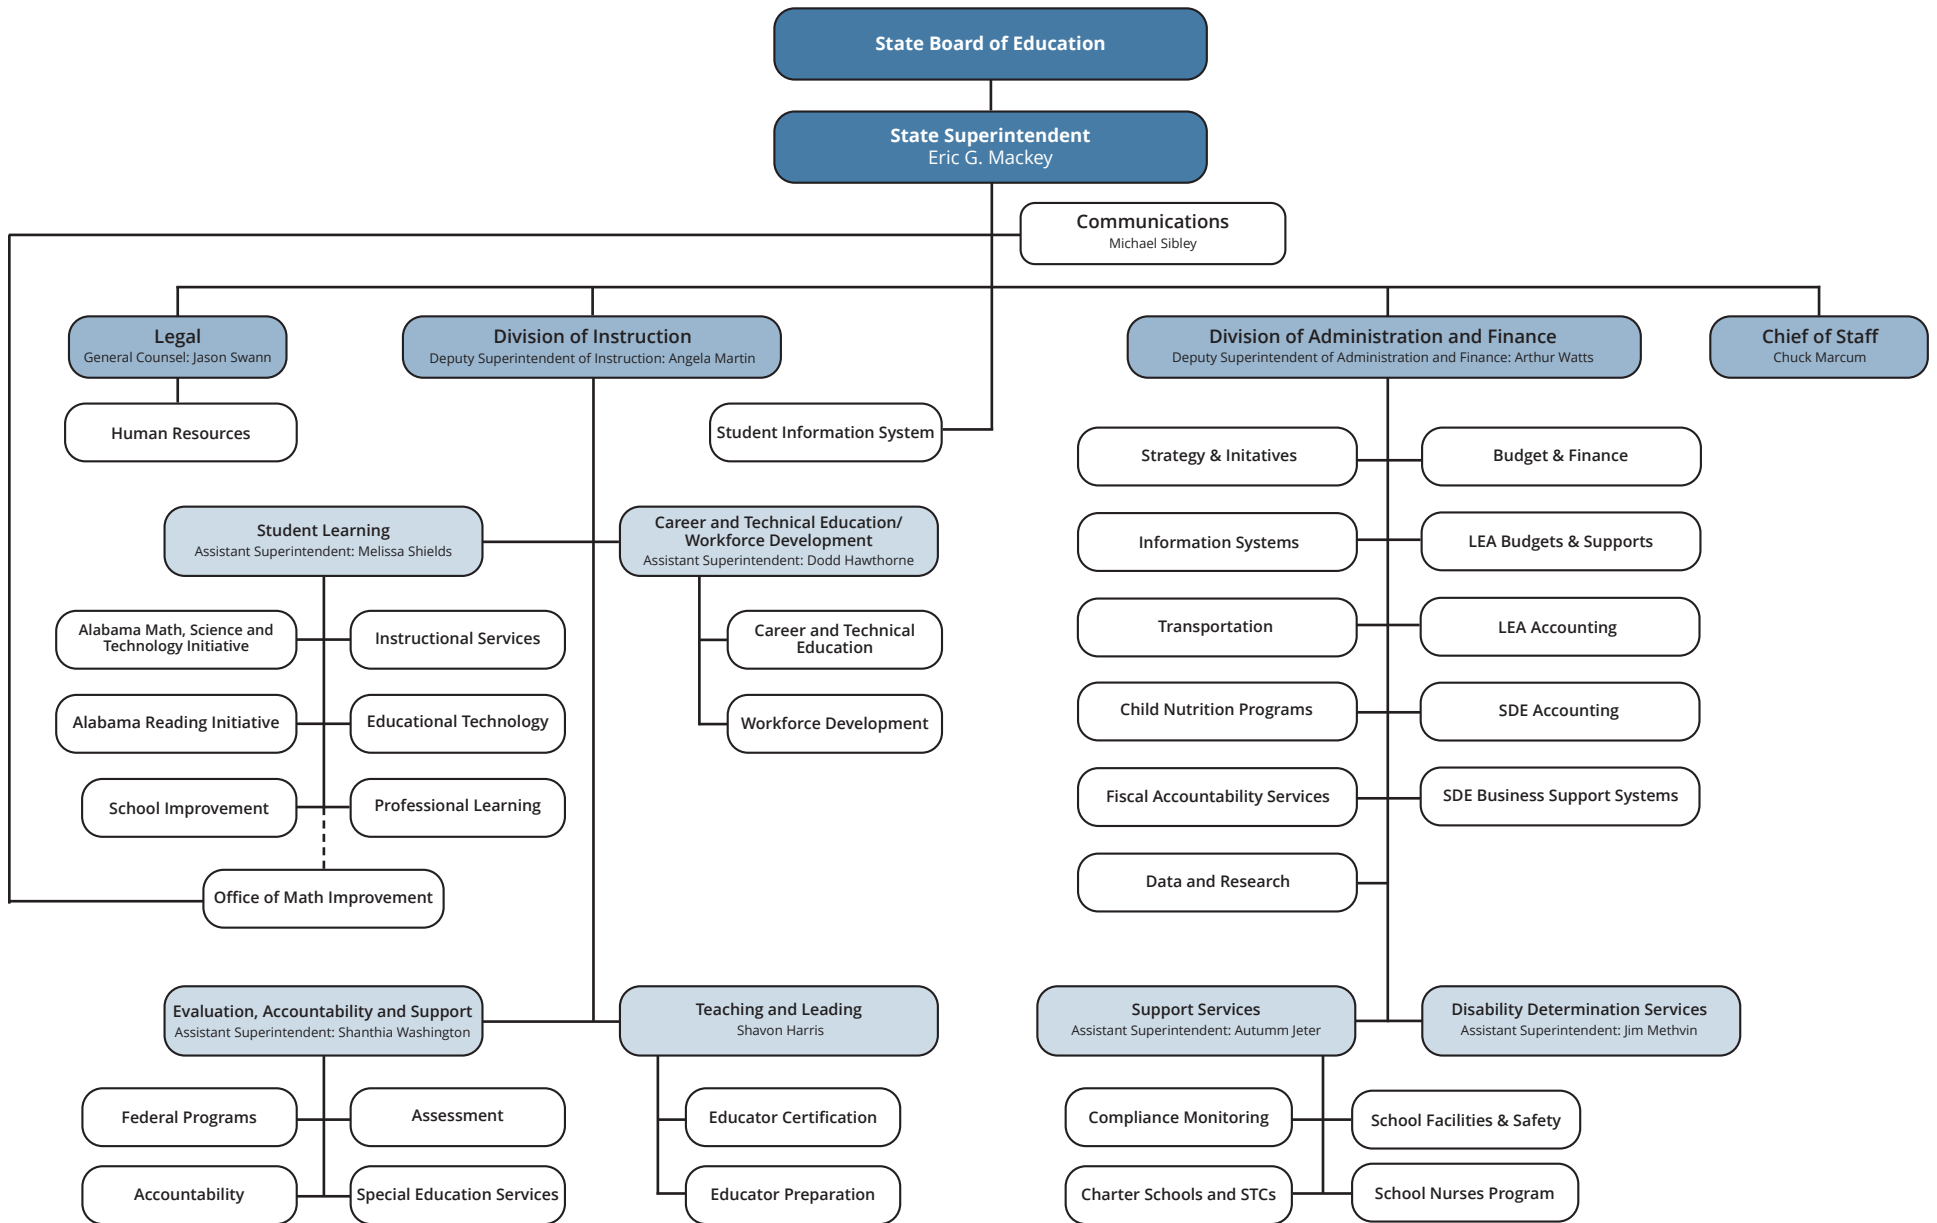 State Board of Education
State Superintendent
Eric G. Mackey
Communications
Michael Sibley
Legal
General Counsel: Jason Swann
Division of Instruction
Deputy Superintendent of Instruction: Angela Martin
Division of Administration and Finance
Deputy Superintendent of Administration and Finance: Arthur Watts
Chief of Staff
Chuck Marcum
Human Resources
Student Information System
Strategy & Initatives
Budget & Finance
Information Systems
LEA Budgets & Supports
Transportation
LEA Accounting
Child Nutrition Programs
SDE Accounting
Fiscal Accountability Services
SDE Business Support Systems
Data and Research
Student Learning
Assistant Superintendent: Melissa Shields
Career and Technical Education/
Workforce Development
Assistant Superintendent: Dodd Hawthorne
Alabama Math, Science and
Technology Initiative
Instructional Services
Career and Technical
Education
Alabama Reading Initiative
Educational Technology
Workforce Development
School Improvement
Professional Learning
Office of Math Improvement
Evaluation, Accountability and Support
Assistant Superintendent: Shanthia Washington
Teaching and Leading
Shavon Harris
Support Services
Assistant Superintendent: Autumm Jeter
Disability Determination Services
Assistant Superintendent: Jim Methvin
Federal Programs
Assessment
Educator Certification
Compliance Monitoring
School Facilities & Safety
Accountability
Special Education Services
Educator Preparation
Charter Schools and STCs
School Nurses Program